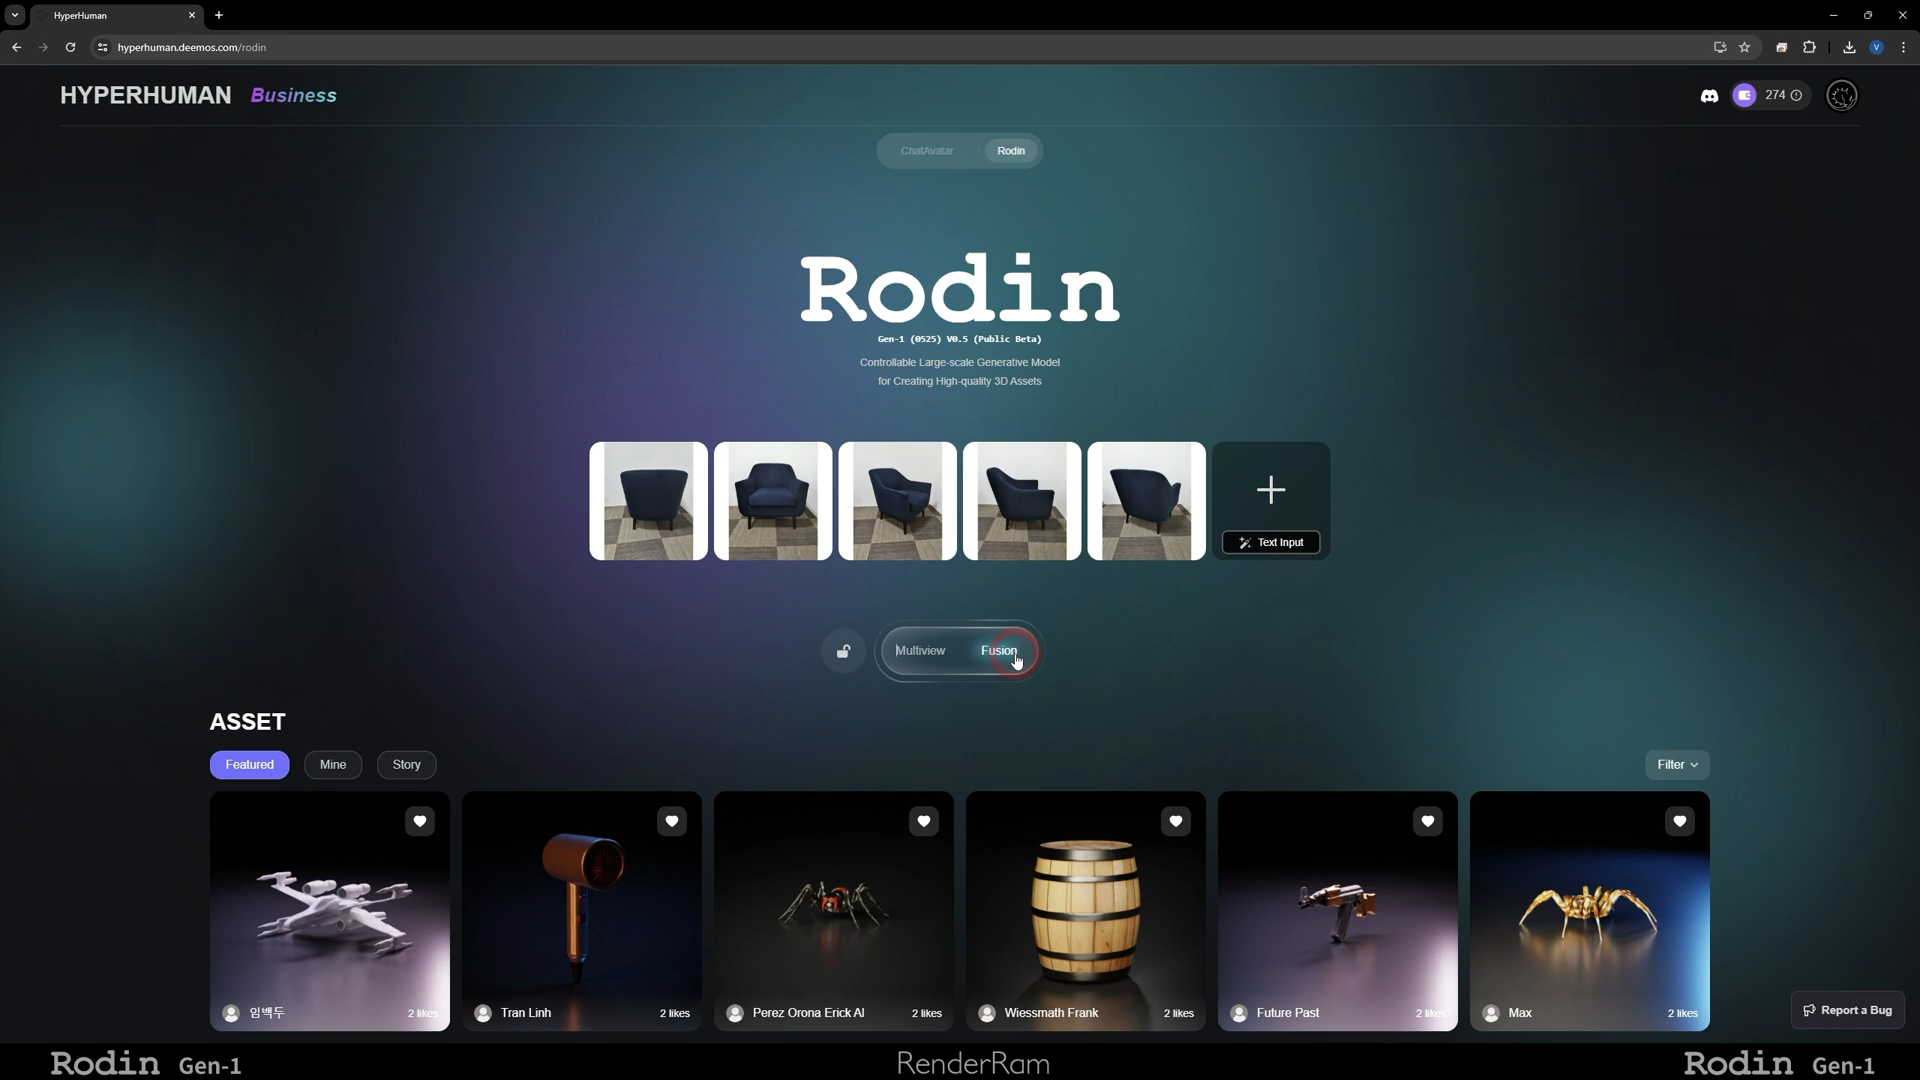 HyperHuman
hyperhuman.deemos.com/rodin
V
HYPERHUMAN Business
274
ChatAvatar Rodin
Rodin
Gen-1 (0525) V0.5 (Public Beta)
Controllable Large-scale Generative Model
for Creating High-quality 3D Assets
Text Input
Multiview Fusion
ASSET
Featured Mine Story Filter
임백두 2 likes
Tran Linh 2 likes
Perez Orona Erick Al 2 likes
Wiessmath Frank 2 likes
Future Past 2 likes
Max 2 likes
Report a Bug
Rodin Gen-1 RenderRam Rodin Gen-1